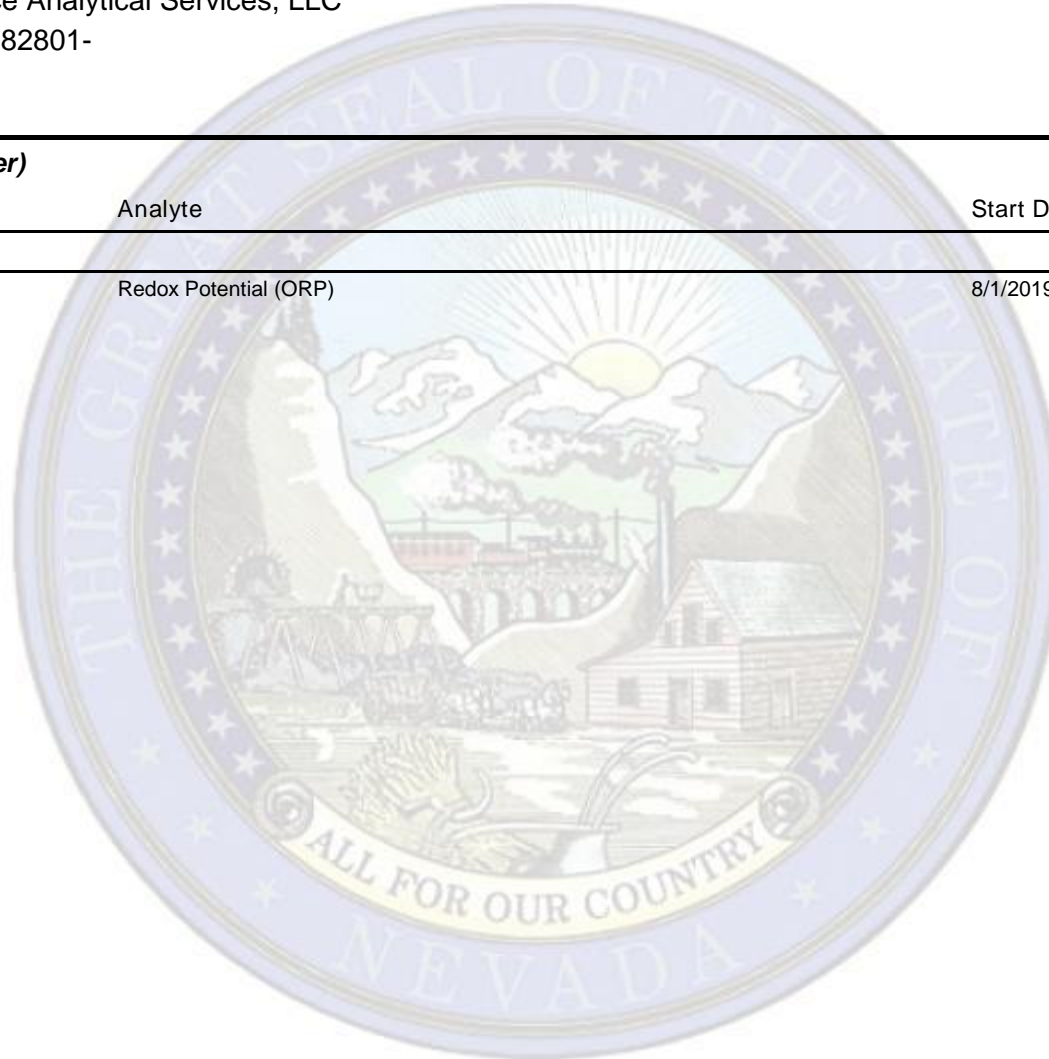 e Analytical Services, LLC
82801-
er)
Analyte Start D
Redox Potential (ORP) 8/1/2019
THE GREAT SEAL OF THE STATE OF
NEVADA
ALL FOR OUR COUNTRY